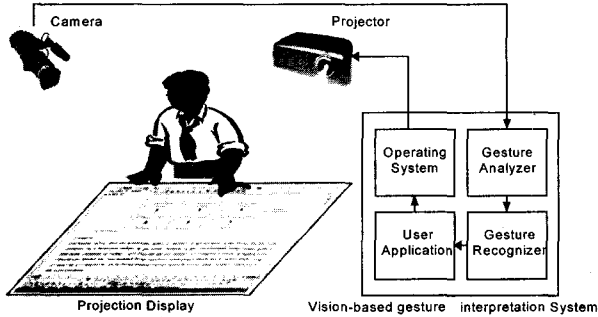 Camera
Projector
Operating
System
Gesture
Analyzer
User
Application
Gesture
Recognizer
Projection Display
Vision-based gesture interpretation System